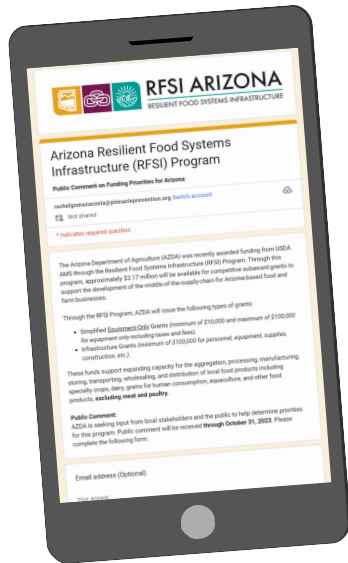 RFSI ARIZONA
RESILIENT FOOD SYSTEMS INFRASTRUCTURE
Arizona Resilient Food Systems
Infrastructure (RFSI) Program
Public Comment on Funding Priorities for Arizona
rachelgomezacosta@pinnacleprevention.org Switch account
Not shared
* Indicates required question
The Arizona Department of Agriculture (AZDA) was recently awarded funding from USDA
AMS through the Resilient Food Systems Infrastructure (RFSI) Program. Through this
program, approximately $3.17 million will be available for competitive subaward grants to
support the development of the middle-of-the-supply-chain for Arizona-based food and
farm businesses.
Through the RFSI Program, AZDA will issue the following types of grants:
• Simplified Equipment-Only Grants (minimum of $10,000 and maximum of $100,000
for equipment only including taxes and fees).
• Infrastructure Grants (minimum of $100,000 for personnel, equipment, supplies,
construction, etc.).
These funds support expanding capacity for the aggregation, processing, manufacturing,
storing, transporting, wholesaling, and distribution of local food products including
specialty crops, dairy, grains for human consumption, aquaculture, and other food
products, excluding meat and poultry.
Public Comment:
AZDA is seeking input from local stakeholders and the public to help determine priorities
for this program. Public comment will be received through October 31, 2023. Please
complete the following form.
Email address (Optional)
Your answer